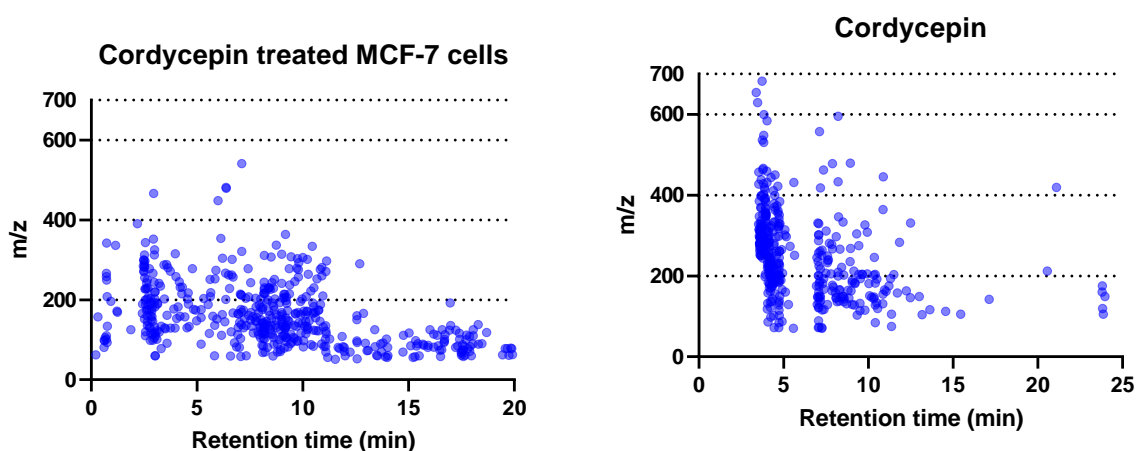 Cordycepin treated MCF-7 cells
700
600
400
200
0
m/z
0 5 10 15 20
Retention time (min)
Cordycepin
700
600
400
200
0
m/z
0 5 10 15 20 25
Retention time (min)